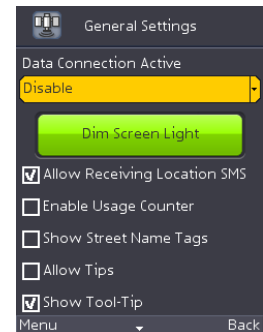 General Settings
Data Connection Active
Disable
Dim Screen Light
Allow Receiving Location SMS
Enable Usage Counter
Show Street Name Tags
Allow Tips
Show Tool-Tip
Menu Back